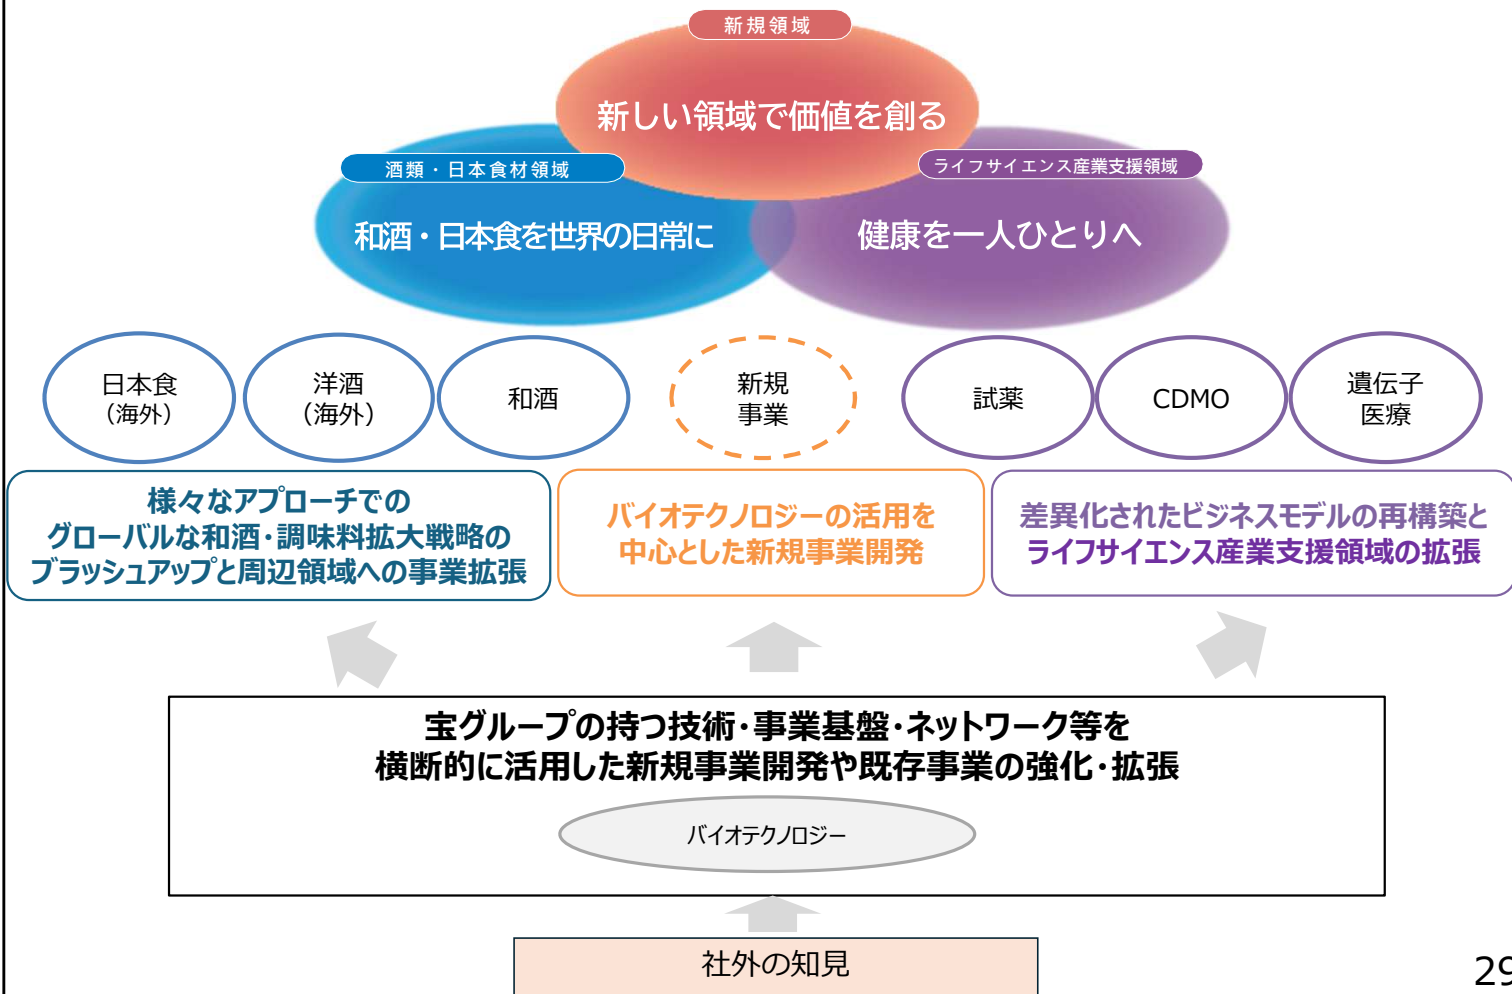 新規領域
新しい領域で価値を創る
酒類・日本食材領域
ライフサイエンス産業支援領域
和酒・日本食を世界の日常に
健康を一人ひとりへ
日本食
（海外）
洋酒
（海外）
和酒
新規
事業
試薬
CDMO
遺伝子
医療
様々なアプローチでの
グローバルな和酒・調味料拡大戦略の
ブラッシュアップと周辺領域への事業拡張
バイオテクノロジーの活用を
中心とした新規事業開発
差異化されたビジネスモデルの再構築と
ライフサイエンス産業支援領域の拡張
宝グループの持つ技術・事業基盤・ネットワーク等を
横断的に活用した新規事業開発や既存事業の強化・拡張
バイオテクノロジー
社外の知見
29